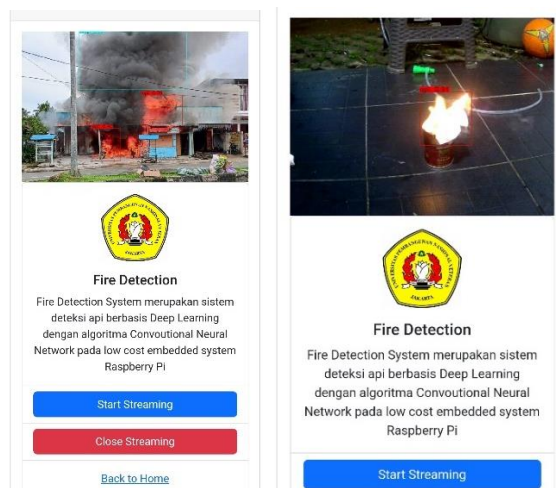 Fire Detection
Fire Detection System merupakan sistem
deteksi api berbasis Deep Learning
dengan algoritma Convoutional Neural
Network pada low cost embedded system
Raspberry Pi
Start Streaming
Close Streaming
Back to Home
JAKARTA
Fire Detection
Fire Detection System merupakan sistem
deteksi api berbasis Deep Learning
dengan algoritma Convoutional Neural
Network pada low cost embedded system
Raspberry Pi
Start Streaming